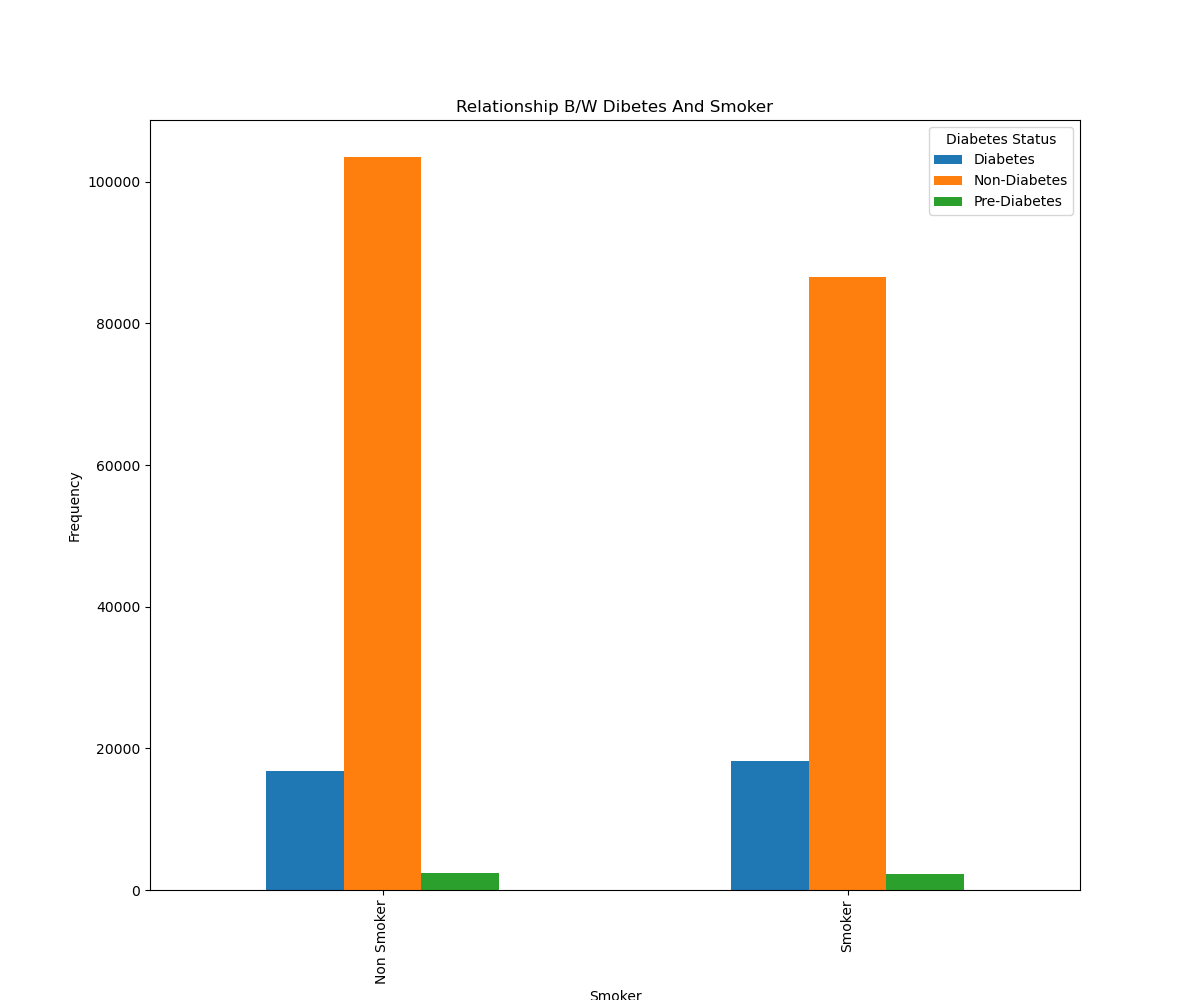 Relationship B/W Dibetes And Smoker
Diabetes Status
Diabetes
Non-Diabetes
Pre-Diabetes
100000
80000
60000
40000
20000
0
Frequency
Non Smoker
Smoker
Smoker